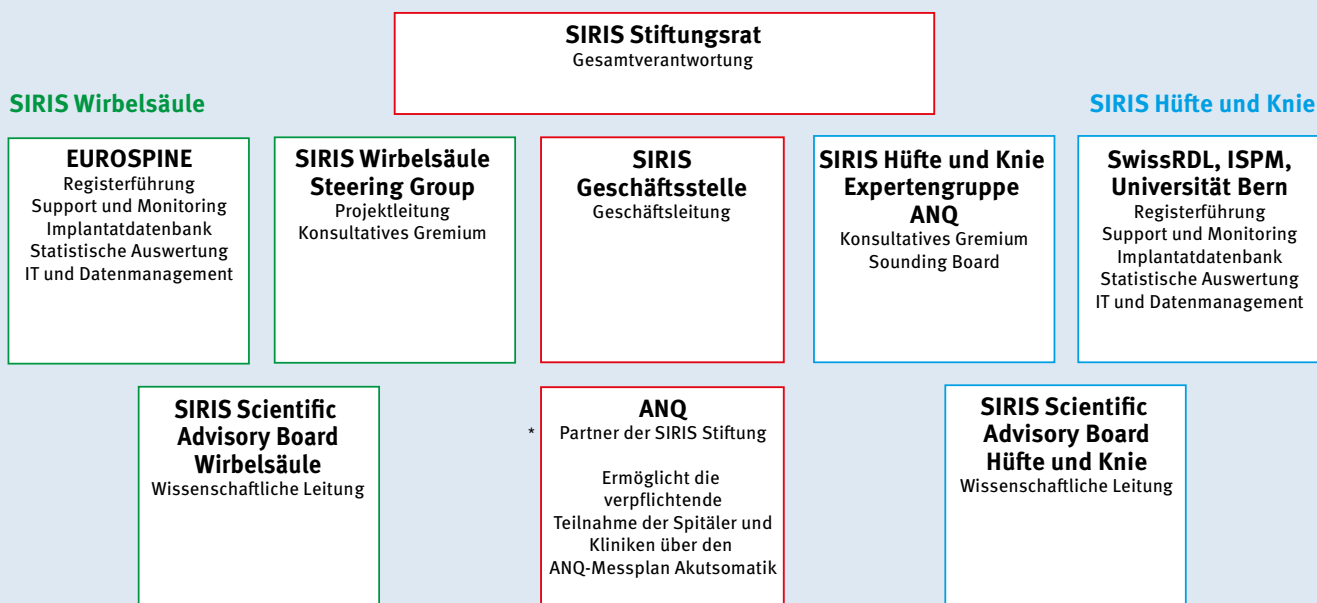 SIRIS Stiftungsrat
Gesamtverantwortung
SIRIS Wirbelsäule
SIRIS Hüfte und Knie
EUROSPINE
Registerführung
Support und Monitoring
Implantatdatenbank
Statistische Auswertung
IT und Datenmanagement
SIRIS Wirbelsäule
Steering Group
Projektleitung
Konsultatives Gremium
SIRIS
Geschäftsstelle
Geschäftsleitung
SIRIS Hüfte und Knie
Expertengruppe
ANQ
Konsultatives Gremium
Sounding Board
SwissRDL, ISPM,
Universität Bern
Registerführung
Support und Monitoring
Implantatdatenbank
Statistische Auswertung
IT und Datenmanagement
SIRIS Scientific
Advisory Board
Wirbelsäule
Wissenschaftliche Leitung
*
ANQ
Partner der SIRIS Stiftung
Ermöglicht die
verpflichtende
Teilnahme der Spitäler und
Kliniken über den
ANQ-Messplan Akutsomatik
SIRIS Scientific
Advisory Board
Hüfte und Knie
Wissenschaftliche Leitung